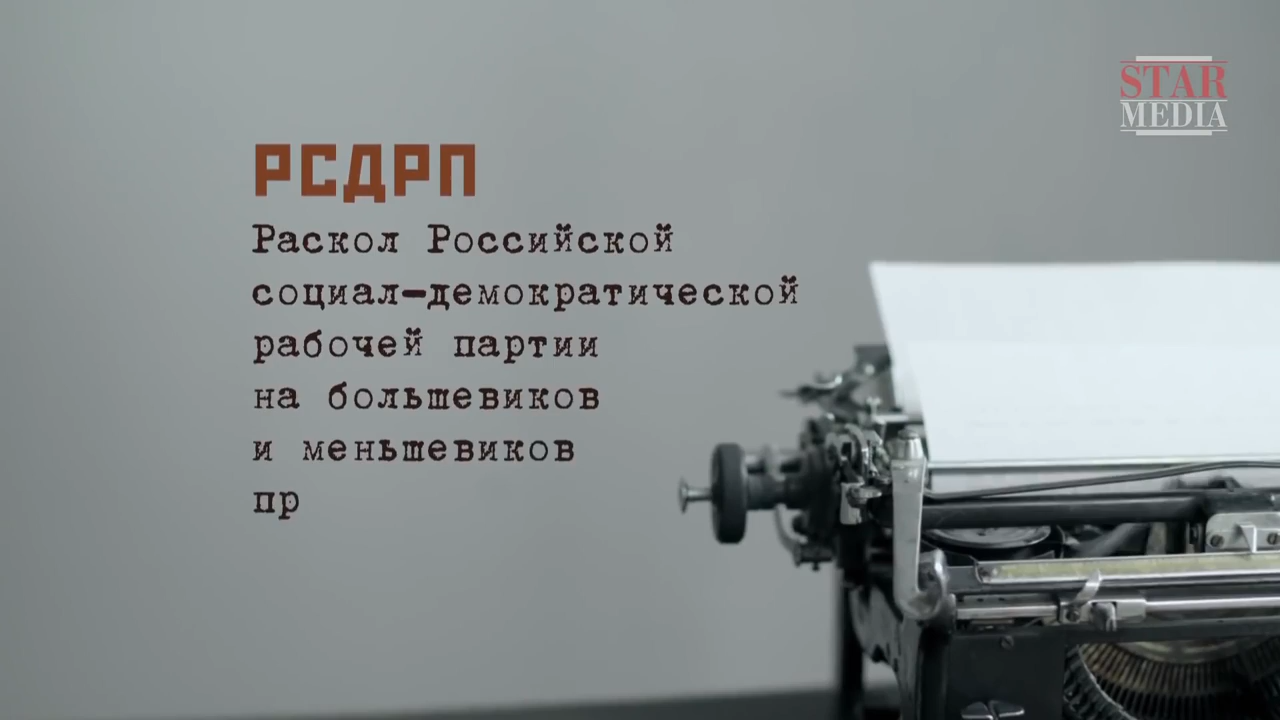 STAR
MEDIA
РСДРП
Раскол Российской
социал-демократической
рабочей партии
на большевиков
и меньшевиков
пр